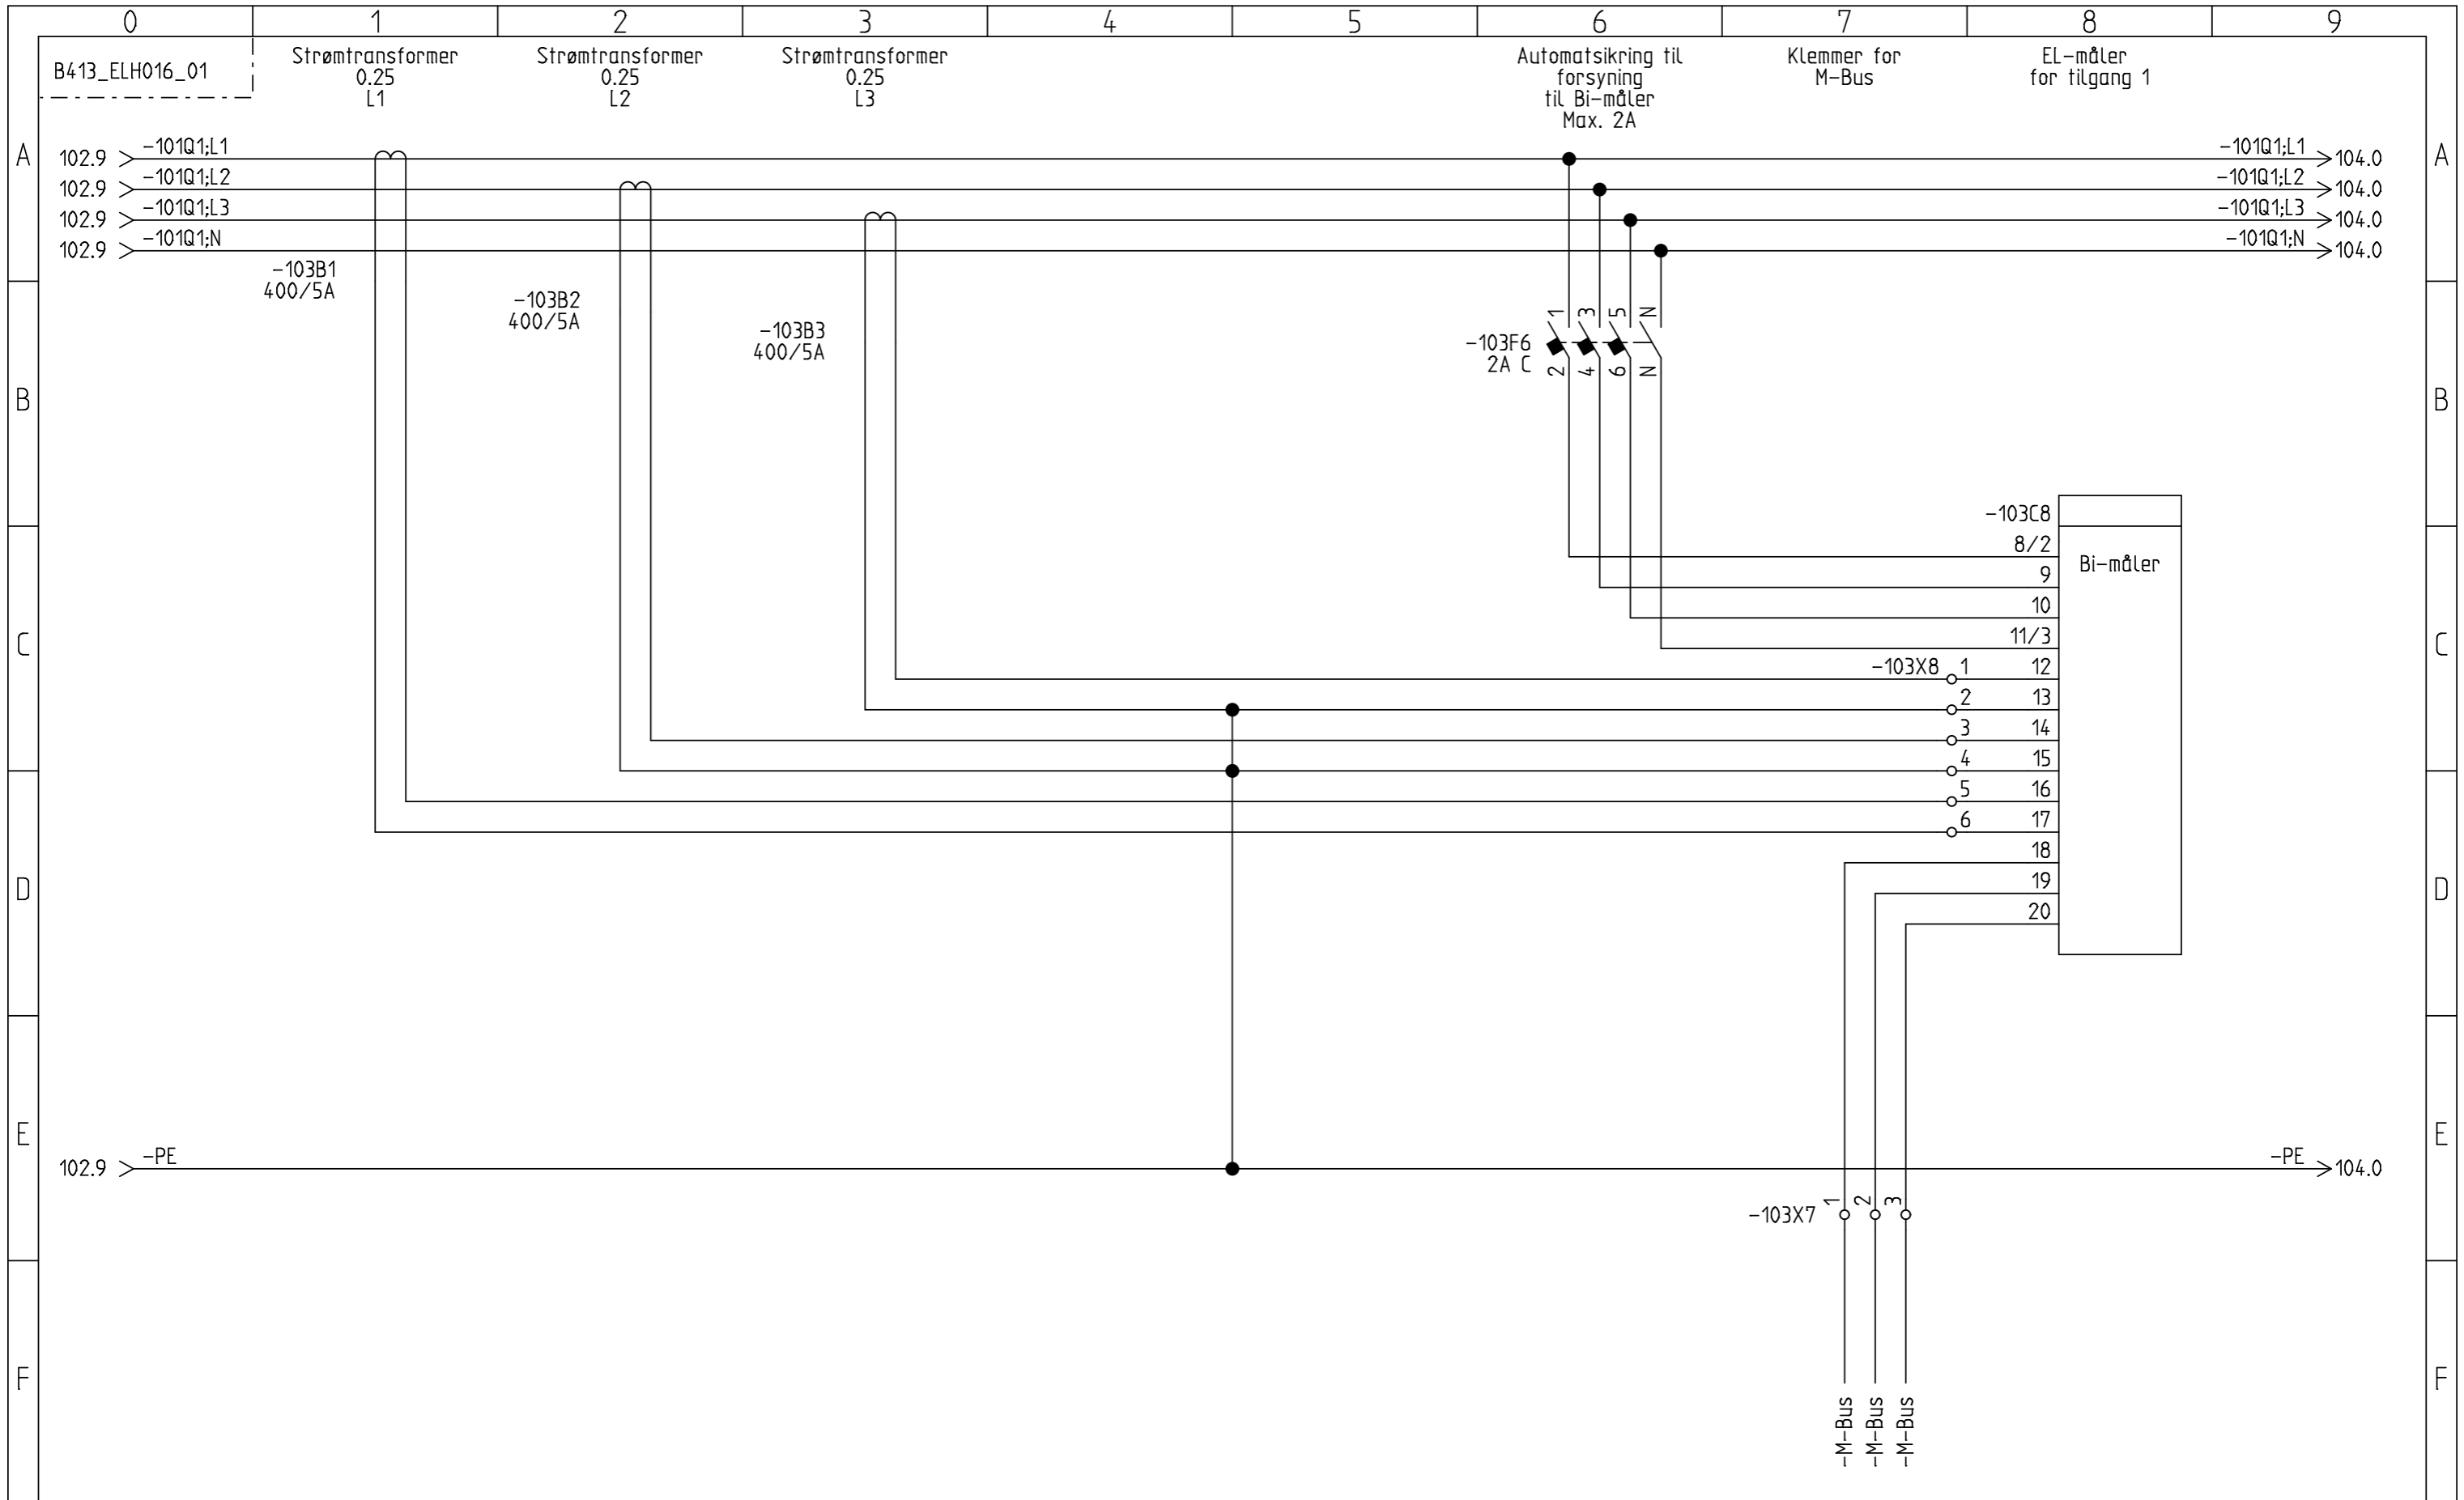 0 1 2 3 4 5 6 7 8 9
B413_ELH016_01
Strømtransformer
0.25
L1
Strømtransformer
0.25
L2
Strømtransformer
0.25
L3
Automatsikring til
forsyning
til Bi-måler
Max. 2A
Klemmer for
M-Bus
EL-måler
for tilgang 1
A A
102.9 -101Q1;L1 -101Q1;L1 104.0
102.9 -101Q1;L2 -101Q1;L2 104.0
102.9 -101Q1;L3 -101Q1;L3 104.0
102.9 -101Q1;N -101Q1;N 104.0
-103B1
400/5A
-103B2
400/5A
-103B3
400/5A
1 3 5 N
-103F6
2A C
2 4 6 N
B B
-103C8
Bi-måler
8/2
9
10
11/3
C C
-103X8 1 12
2 13
3 14
4 15
5 16
6 17
18
19
20
D D
E E
102.9 -PE -PE 104.0
-103X7 1 2 3
F F
-M-Bus
-M-Bus
-M-Bus